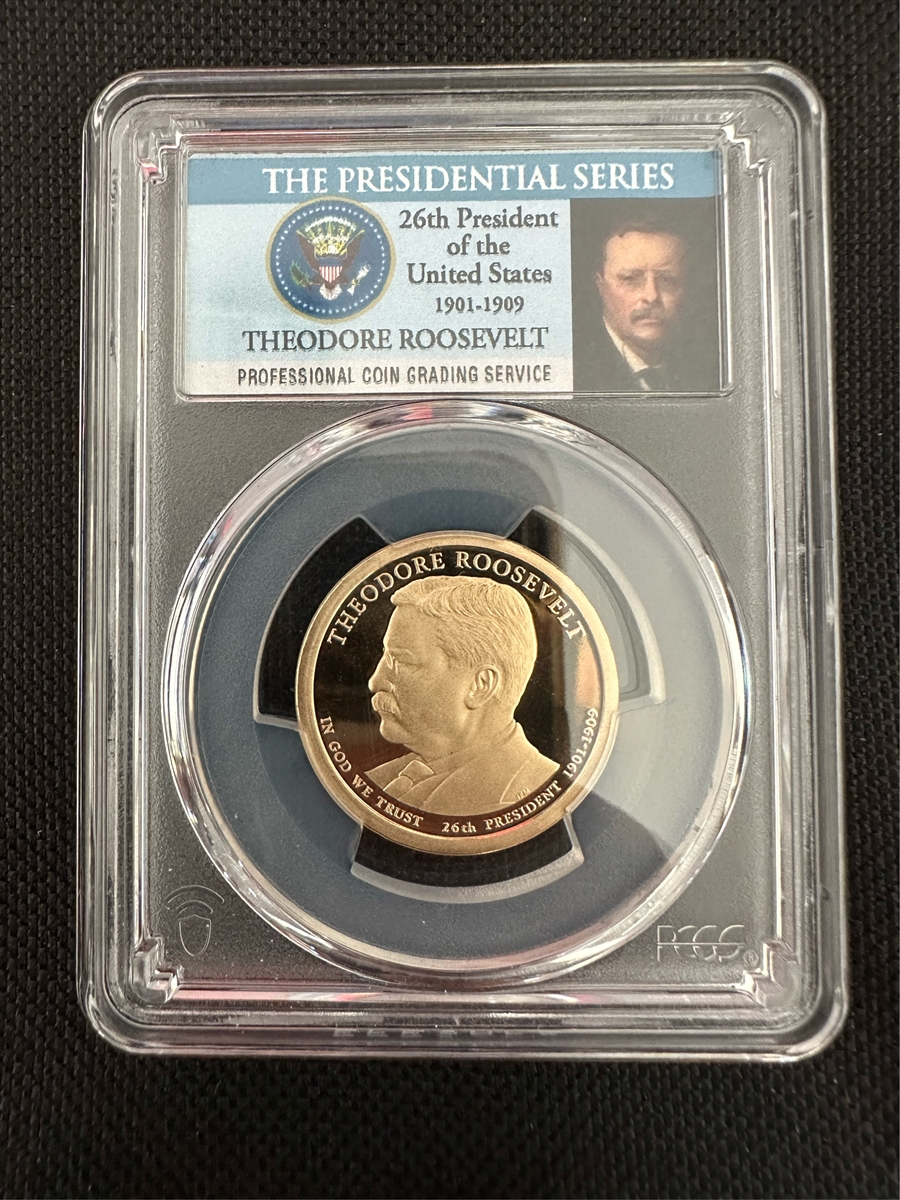 THE PRESIDENTIAL SERIES
26th President
of the
United States
1901-1909
THEODORE ROOSEVELT
PROFESSIONAL COIN GRADING SERVICE
THEODORE ROOSEVELT
IN GOD WE TRUST 26th PRESIDENT 1901-1909
PCGS®